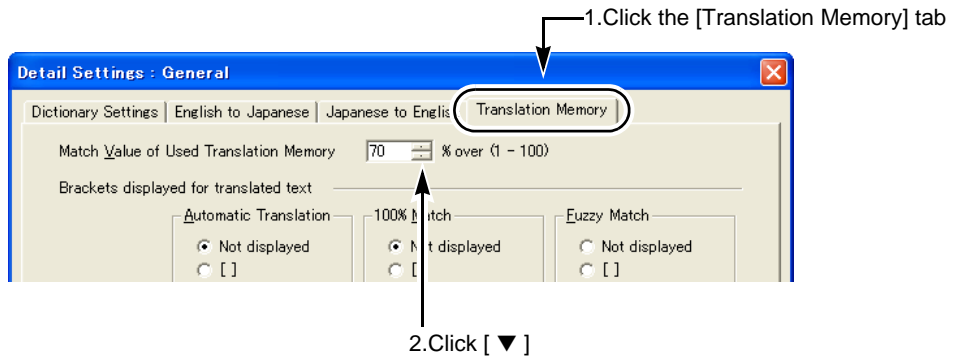 1.Click the [Translation Memory] tab
Detail Settings : General
Dictionary Settings English to Japanese Japanese to Englis Translation Memory
Match Value of Used Translation Memory 70 % over (1 - 100)
Brackets displayed for translated text
Automatic Translation 100% Match Fuzzy Match
Not displayed Not displayed Not displayed
[ ] [ [ ]
2.Click [ ▼ ]